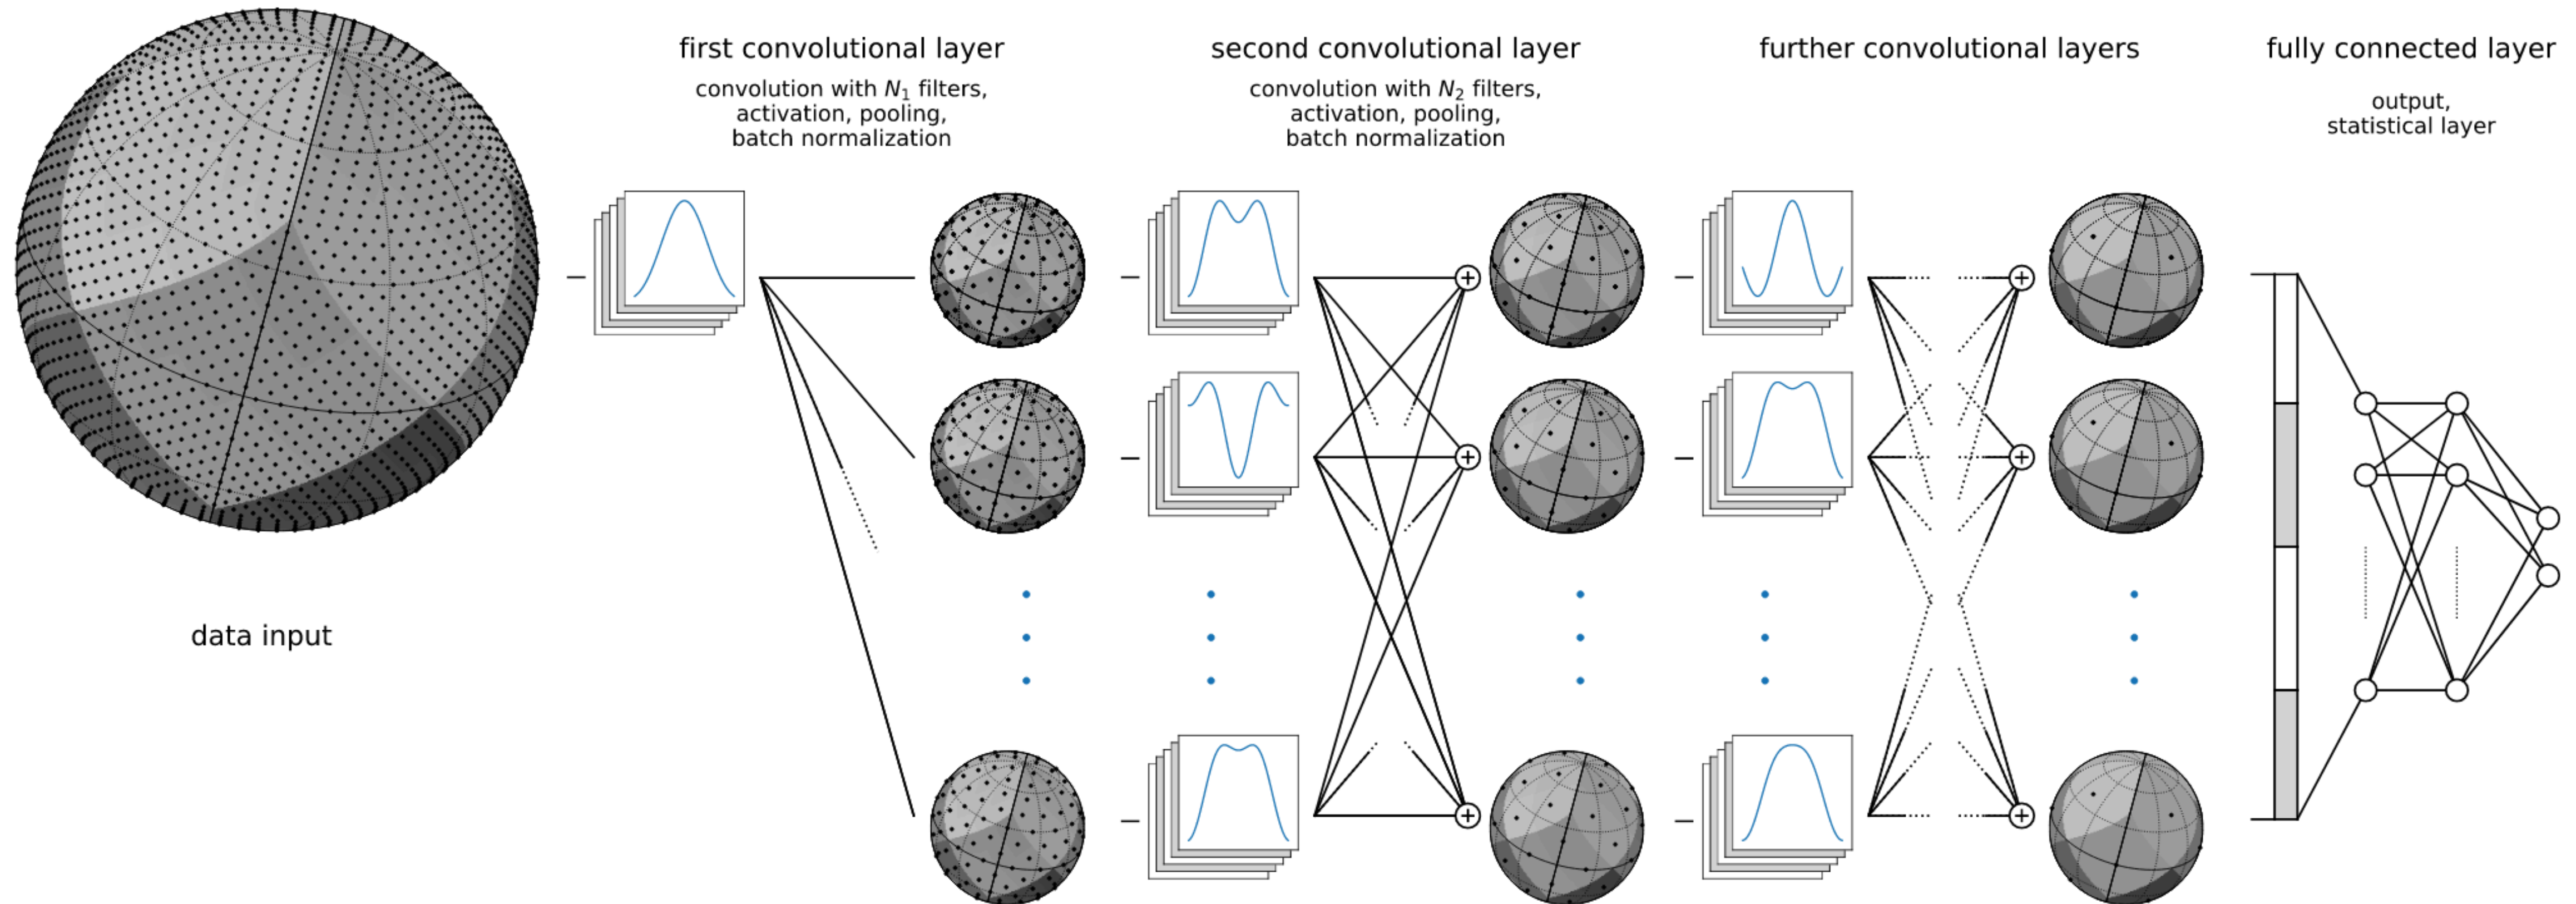 first convolutional layer
convolution with N₁ filters,
activation, pooling,
batch normalization
second convolutional layer
convolution with N₂ filters,
activation, pooling,
batch normalization
further convolutional layers
fully connected layer
output,
statistical layer
data input